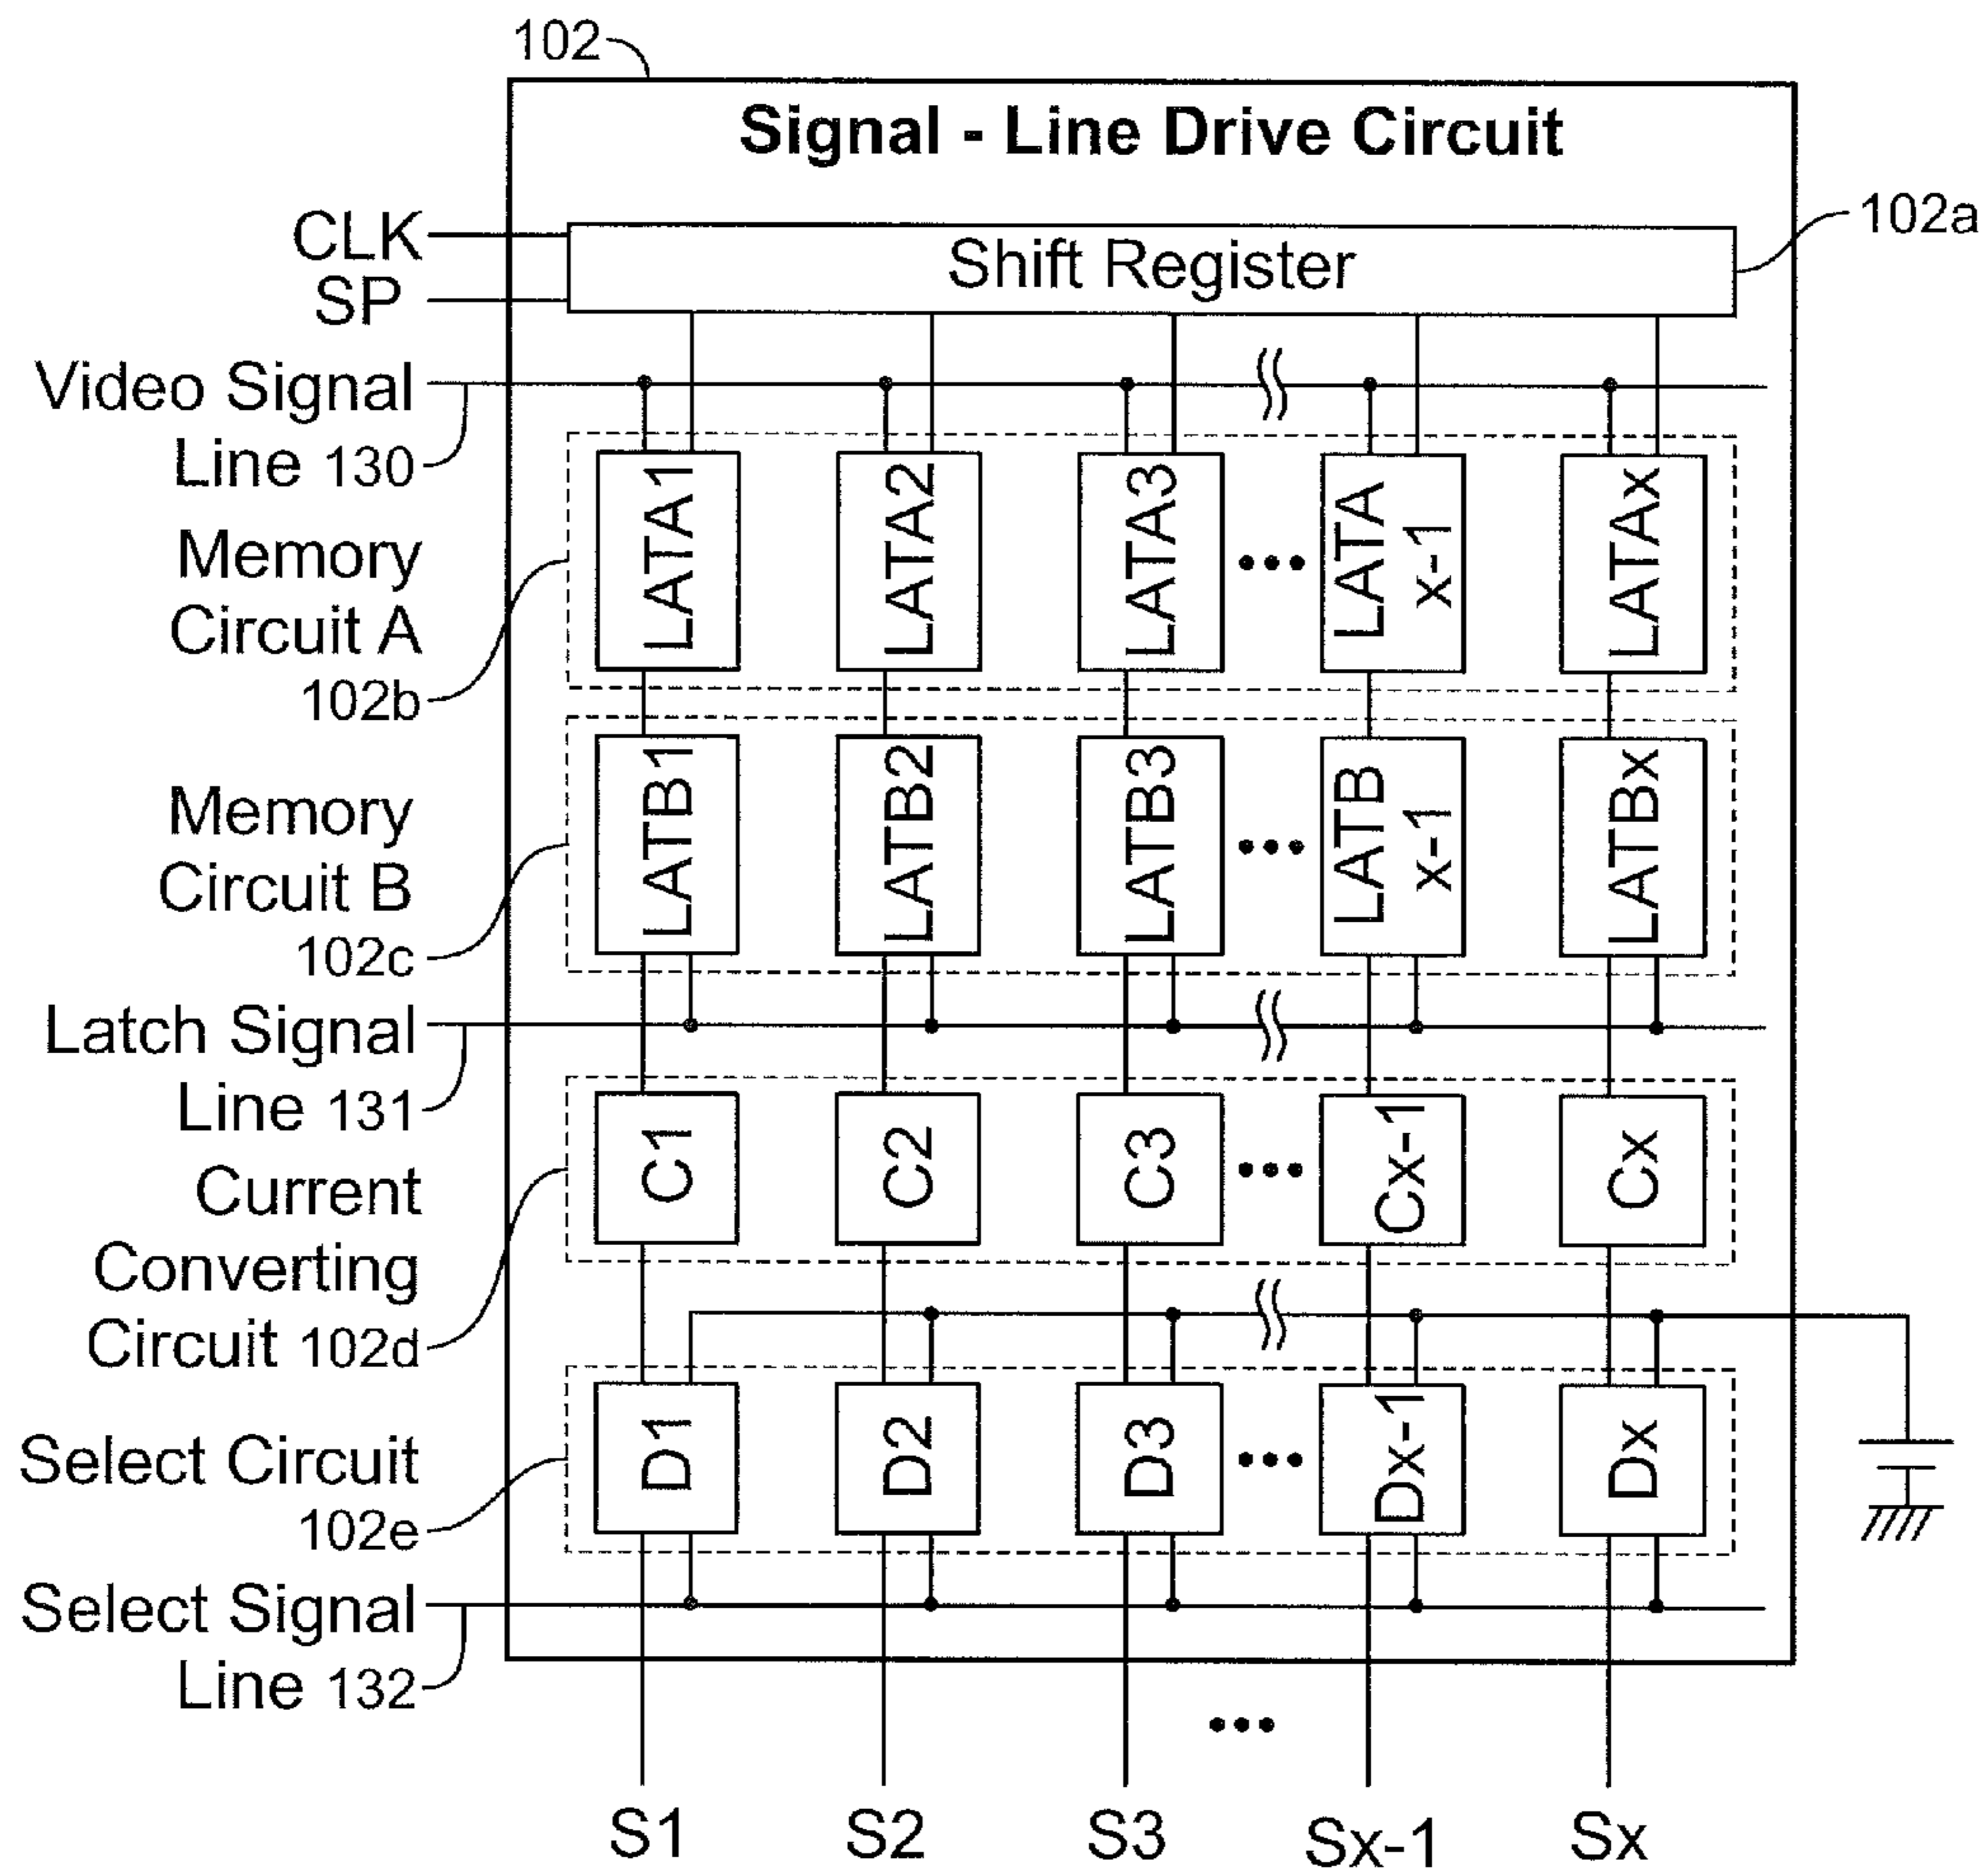 102
Signal - Line Drive Circuit
CLK
SP
Shift Register
102a
Video Signal
Line 130
Memory
Circuit A
102b
LATA1
LATA2
LATA3
•••
LATA
x-1
LATAx
Memory
Circuit B
102c
LATB1
LATB2
LATB3
•••
LATB
x-1
LATBx
Latch Signal
Line 131
Current
Converting
Circuit 102d
C1
C2
C3
•••
Cx-1
Cx
Select Circuit
102e
D1
D2
D3
•••
Dx-1
Dx
Select Signal
Line 132
•••
S1
S2
S3
Sx-1
Sx